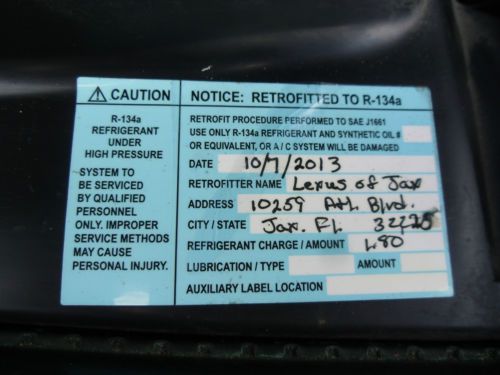 CAUTION
R-134a
REFRIGERANT
UNDER
HIGH PRESSURE
SYSTEM TO
BE SERVICED
BY QUALIFIED
PERSONNEL
ONLY. IMPROPER
SERVICE METHODS
MAY CAUSE
PERSONAL INJURY.
NOTICE: RETROFITTED TO R-134a
RETROFIT PROCEDURE PERFORMED TO SAE J1661
USE ONLY R-134a REFRIGERANT AND SYNTHETIC OIL #
OR EQUIVALENT, OR A/C SYSTEM WILL BE DAMAGED
DATE 10/7/2013
RETROFITTER NAME Lexus of Jax
ADDRESS 10259 Atl. Blvd.
CITY / STATE Jax. FL. 32225
REFRIGERANT CHARGE / AMOUNT 1.80
LUBRICATION / TYPE AMOUNT
AUXILIARY LABEL LOCATION